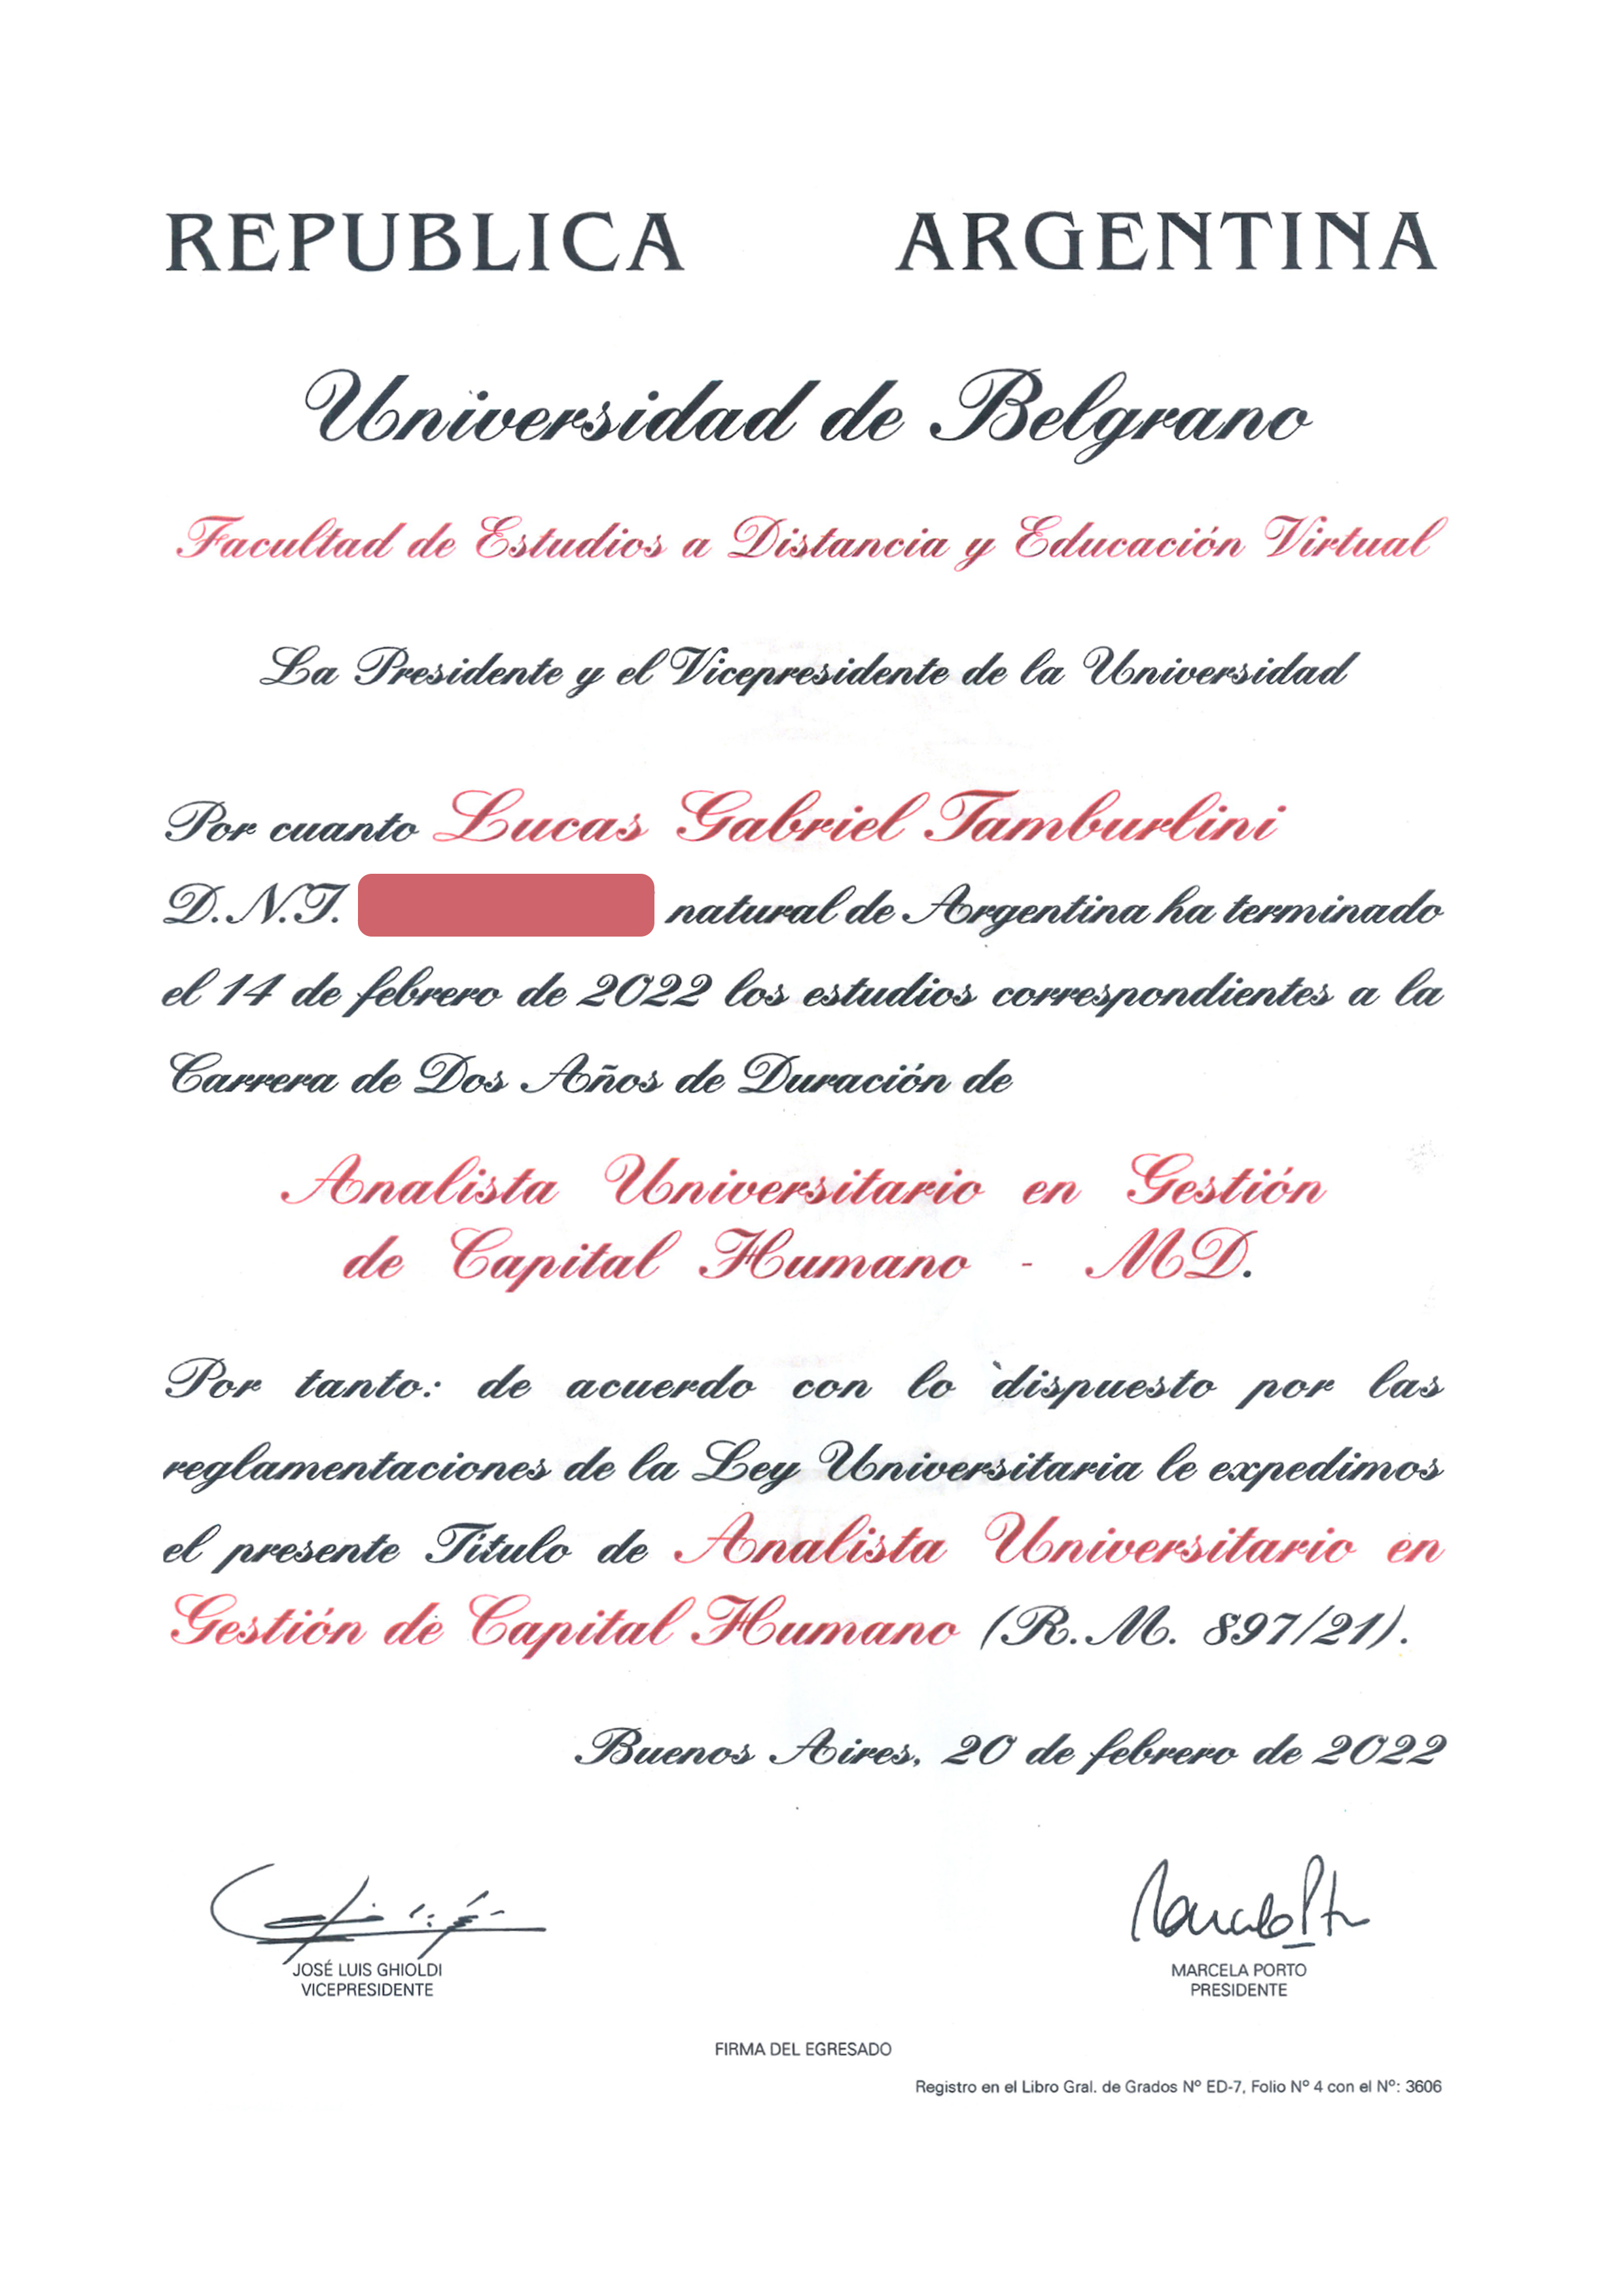 REPUBLICA ARGENTINA
Universidad de Belgrano
Facultad de Estudios a Distancia y Educación Virtual
La Presidente y el Vicepresidente de la Universidad
Por cuanto Lucas Gabriel Tamburlini
D.N.I. natural de Argentina ha terminado
el 14 de febrero de 2022 los estudios correspondientes a la
Carrera de Dos Años de Duración de
Analista Universitario en Gestión
de Capital Humano - MD.
Por tanto: de acuerdo con lo dispuesto por las
reglamentaciones de la Ley Universitaria le expedimos
el presente Título de Analista Universitario en
Gestión de Capital Humano (R.M. 897/21).
Buenos Aires, 20 de febrero de 2022
JOSÉ LUIS GHIOLDI
VICEPRESIDENTE
Marcela Porto
MARCELA PORTO
PRESIDENTE
FIRMA DEL EGRESADO
Registro en el Libro Gral. de Grados Nº ED-7, Folio Nº 4 con el Nº: 3606